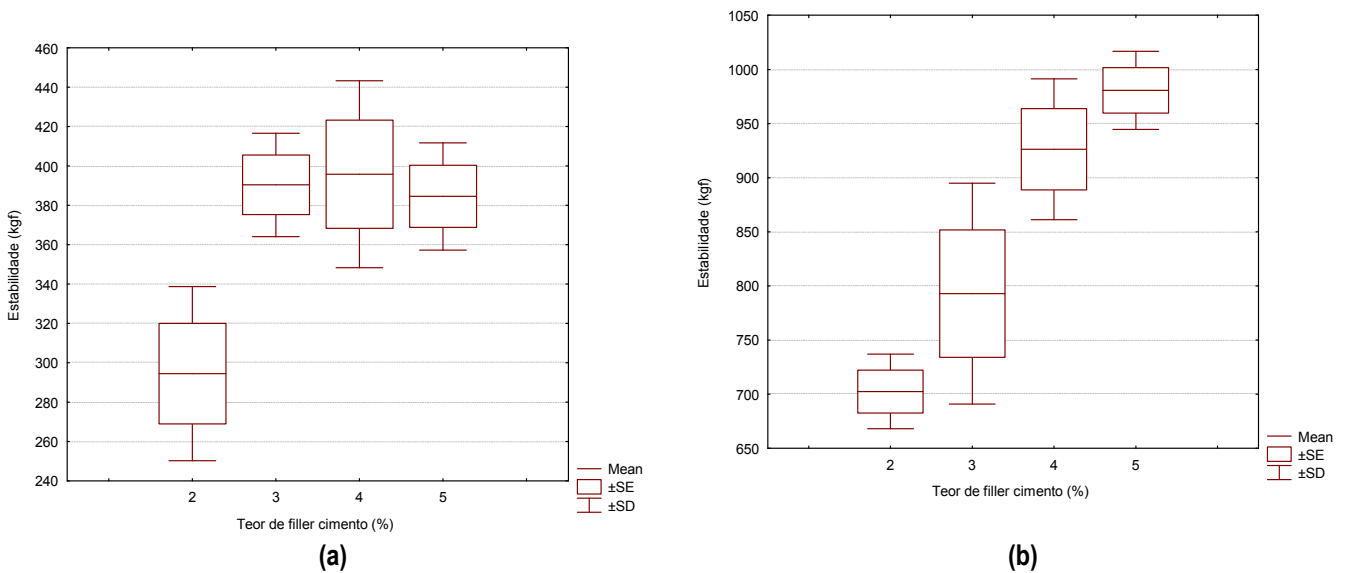 460
440
420
400
380
360
340
320
300
280
260
240
Estabilidade (kgf)
2 3 4 5
Teor de filler cimento (%)
Mean
±SE
±SD
(a)
1050
1000
950
900
850
800
750
700
650
Estabilidade (kgf)
2 3 4 5
Teor de filler cimento (%)
Mean
±SE
±SD
(b)